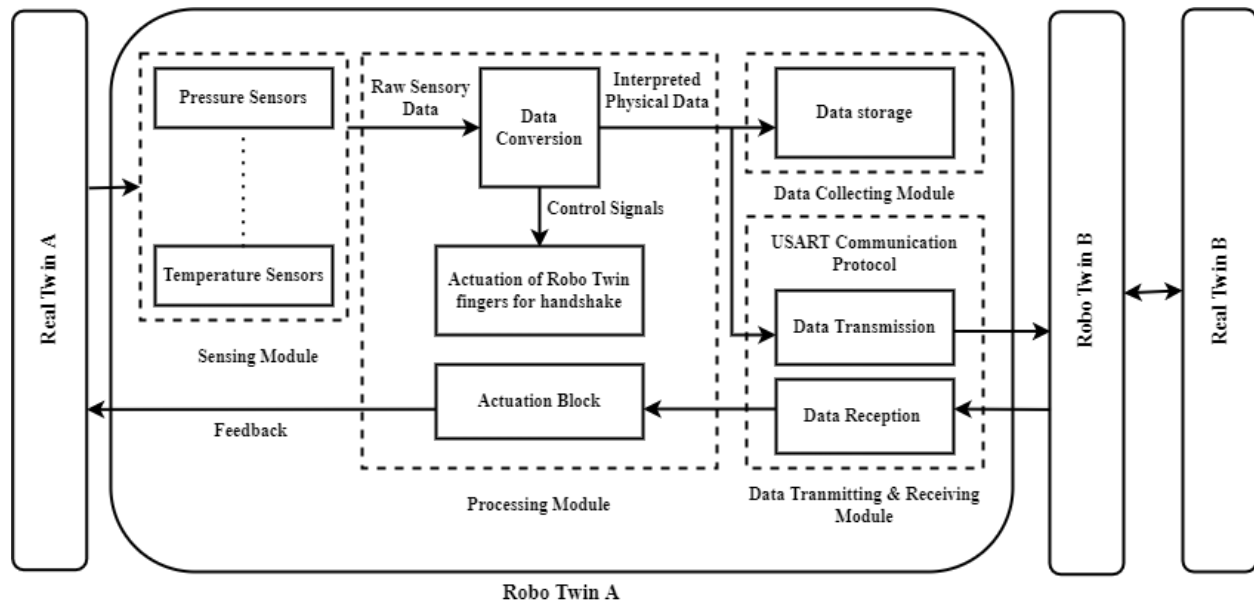 Real Twin A
Pressure Sensors
Temperature Sensors
Sensing Module
Raw Sensory
Data
Data
Conversion
Interpreted
Physical Data
Control Signals
Actuation of Robo Twin
fingers for handshake
Actuation Block
Feedback
Processing Module
Data storage
Data Collecting Module
USART Communication
Protocol
Data Transmission
Data Reception
Data Tranmitting & Receiving
Module
Robo Twin A
Robo Twin B
Real Twin B